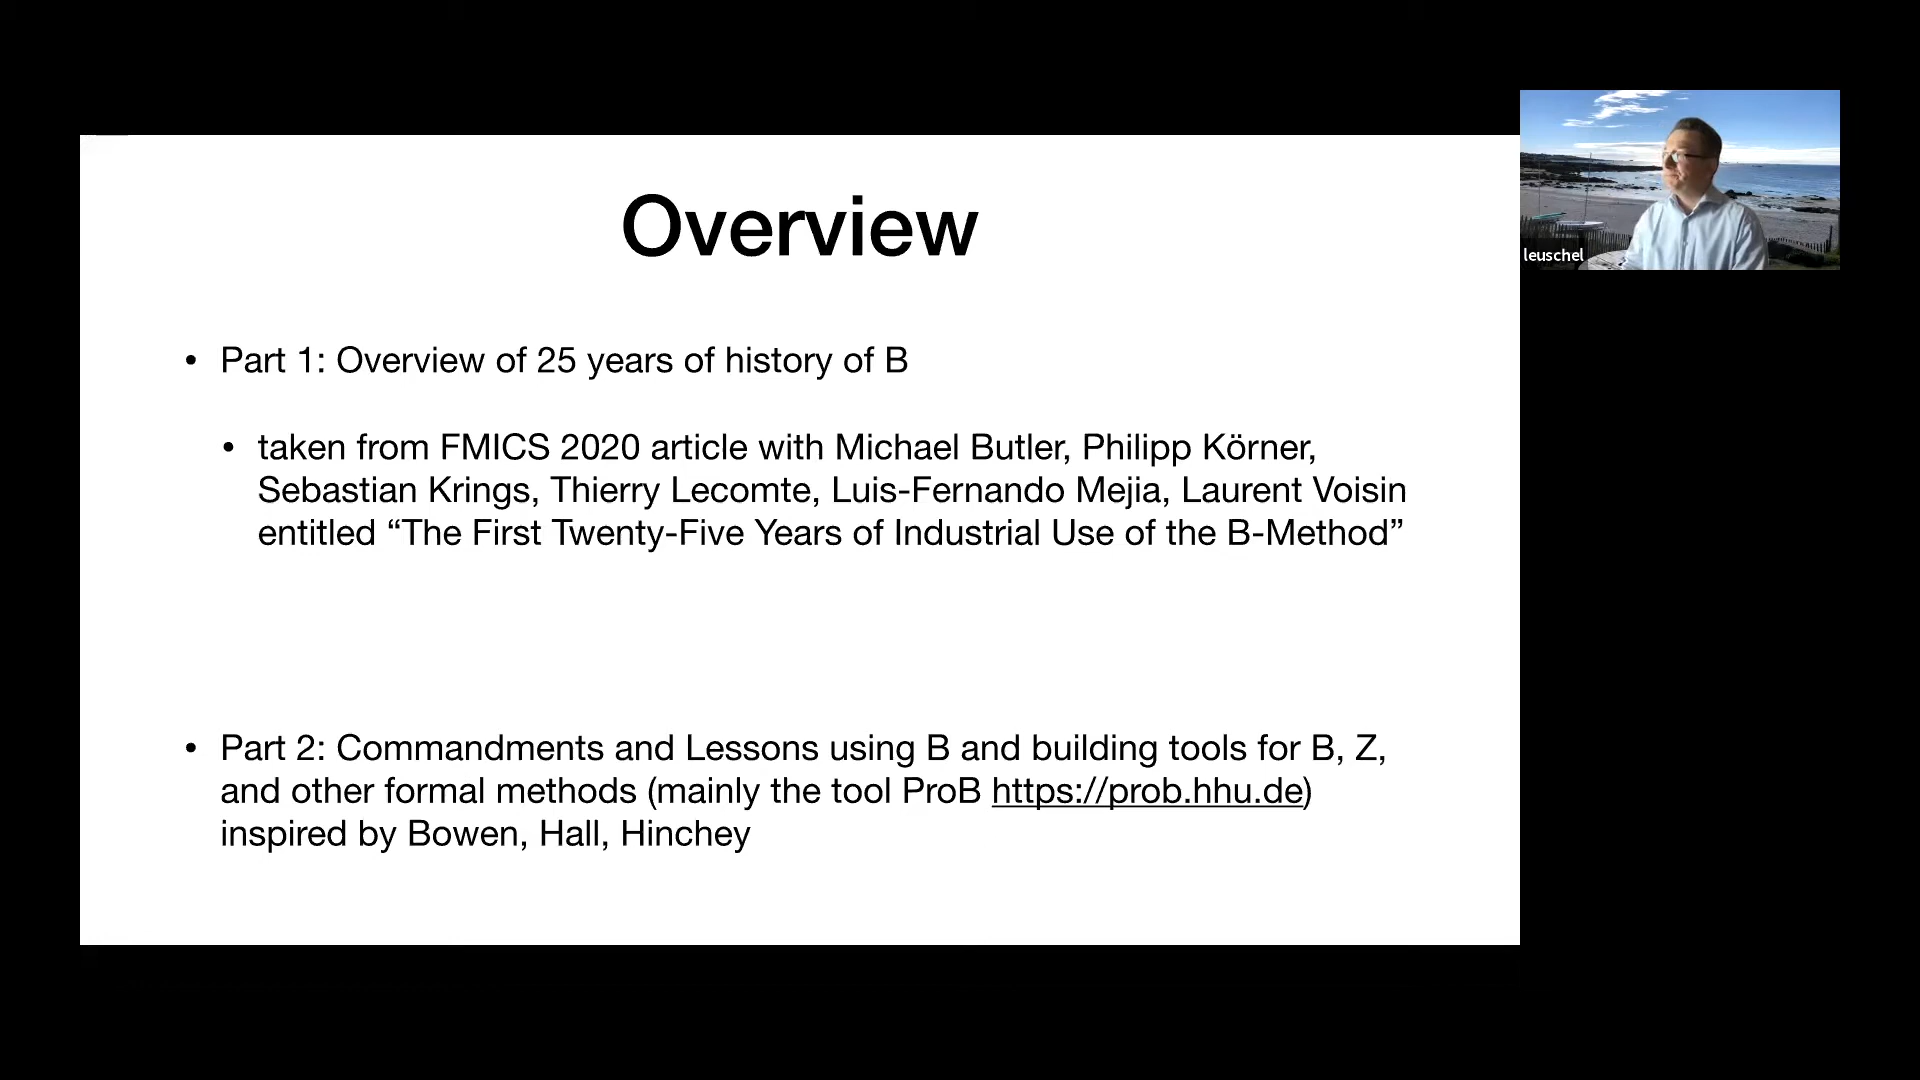 Overview
• Part 1: Overview of 25 years of history of B
• taken from FMICS 2020 article with Michael Butler, Philipp Körner,
Sebastian Krings, Thierry Lecomte, Luis-Fernando Mejia, Laurent Voisin
entitled “The First Twenty-Five Years of Industrial Use of the B-Method”
• Part 2: Commandments and Lessons using B and building tools for B, Z,
and other formal methods (mainly the tool ProB https://prob.hhu.de)
inspired by Bowen, Hall, Hinchey
leuschel